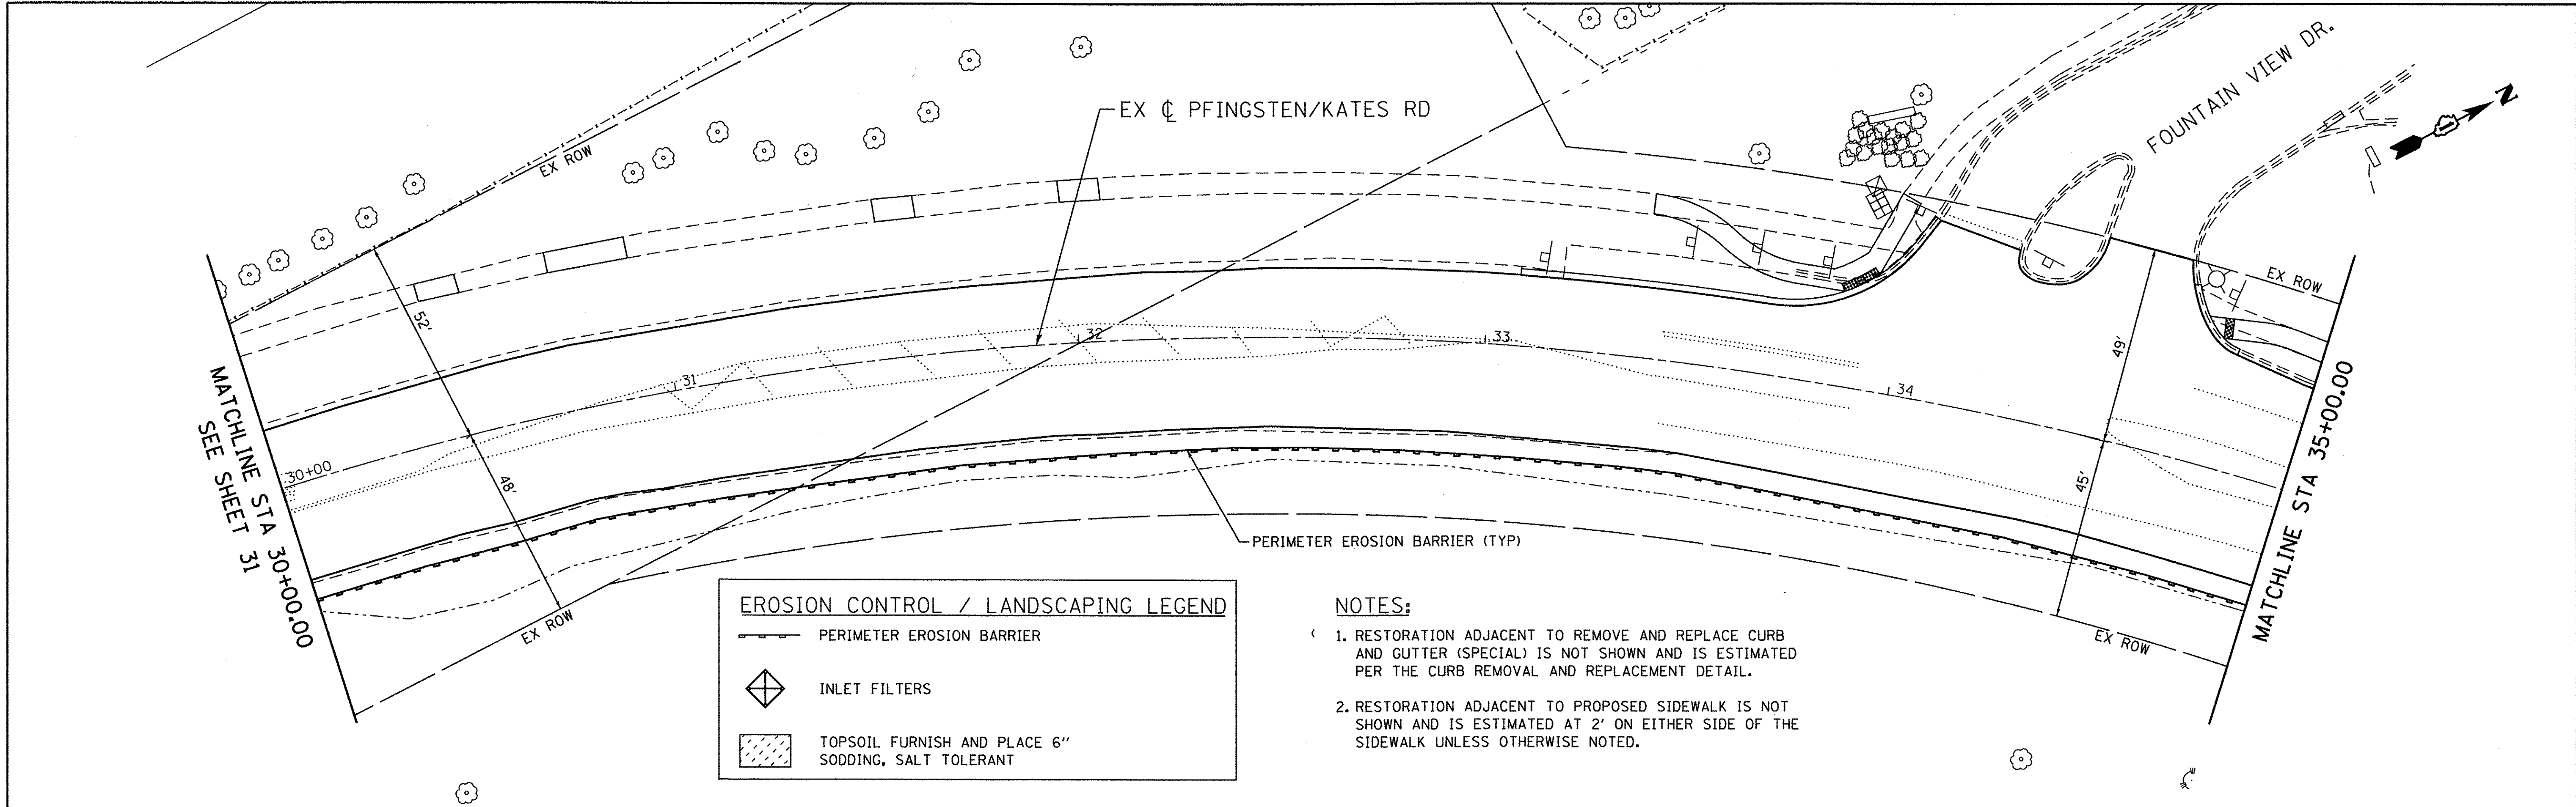 EX ℄ PFINGSTEN/KATES RD
FOUNTAIN VIEW DR.
N
EX ROW
EX ROW
52'
48'
49'
45'
30+00
31
32
33
34
MATCHLINE STA 30+00.00
SEE SHEET 31
MATCHLINE STA 35+00.00
PERIMETER EROSION BARRIER (TYP)
EX ROW
EX ROW
EROSION CONTROL / LANDSCAPING LEGEND
PERIMETER EROSION BARRIER
INLET FILTERS
TOPSOIL FURNISH AND PLACE 6"
SODDING, SALT TOLERANT
NOTES:
1. RESTORATION ADJACENT TO REMOVE AND REPLACE CURB
AND GUTTER (SPECIAL) IS NOT SHOWN AND IS ESTIMATED
PER THE CURB REMOVAL AND REPLACEMENT DETAIL.
2. RESTORATION ADJACENT TO PROPOSED SIDEWALK IS NOT
SHOWN AND IS ESTIMATED AT 2' ON EITHER SIDE OF THE
SIDEWALK UNLESS OTHERWISE NOTED.